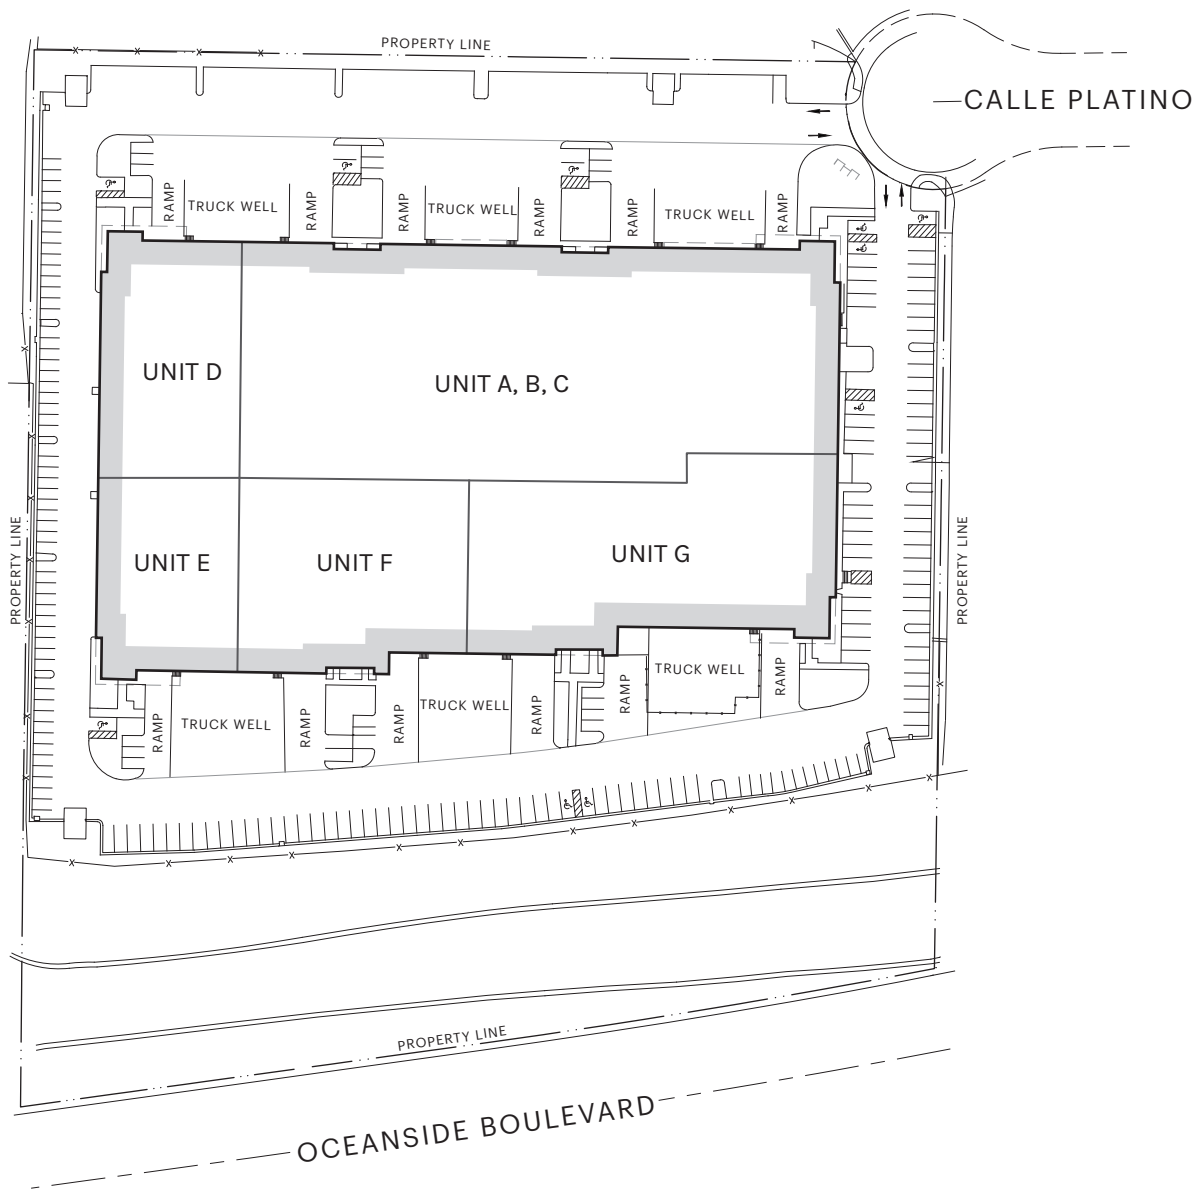 PROPERTY LINE
CALLE PLATINO
RAMP
TRUCK WELL
RAMP
RAMP
TRUCK WELL
RAMP
RAMP
TRUCK WELL
RAMP
UNIT D
UNIT A, B, C
PROPERTY LINE
UNIT E
UNIT F
UNIT G
PROPERTY LINE
RAMP
TRUCK WELL
RAMP
RAMP
TRUCK WELL
RAMP
RAMP
TRUCK WELL
RAMP
PROPERTY LINE
OCEANSIDE BOULEVARD